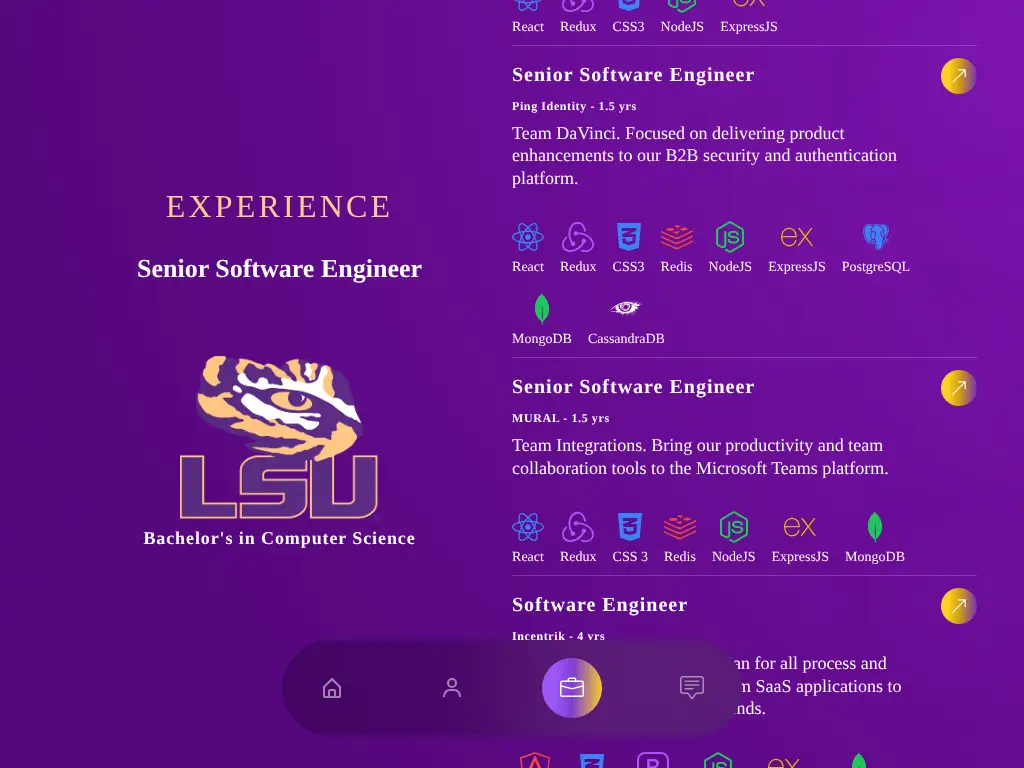 EXPERIENCE
Senior Software Engineer
LSU
Bachelor's in Computer Science
React Redux CSS3 NodeJS ExpressJS
Senior Software Engineer
Ping Identity - 1.5 yrs
Team DaVinci. Focused on delivering product
enhancements to our B2B security and authentication
platform.
JS ex
React Redux CSS3 Redis NodeJS ExpressJS PostgreSQL
MongoDB CassandraDB
Senior Software Engineer
MURAL - 1.5 yrs
Team Integrations. Bring our productivity and team
collaboration tools to the Microsoft Teams platform.
JS ex
React Redux CSS 3 Redis NodeJS ExpressJS MongoDB
Software Engineer
Incentrik - 4 yrs
for all process and
SaaS applications to